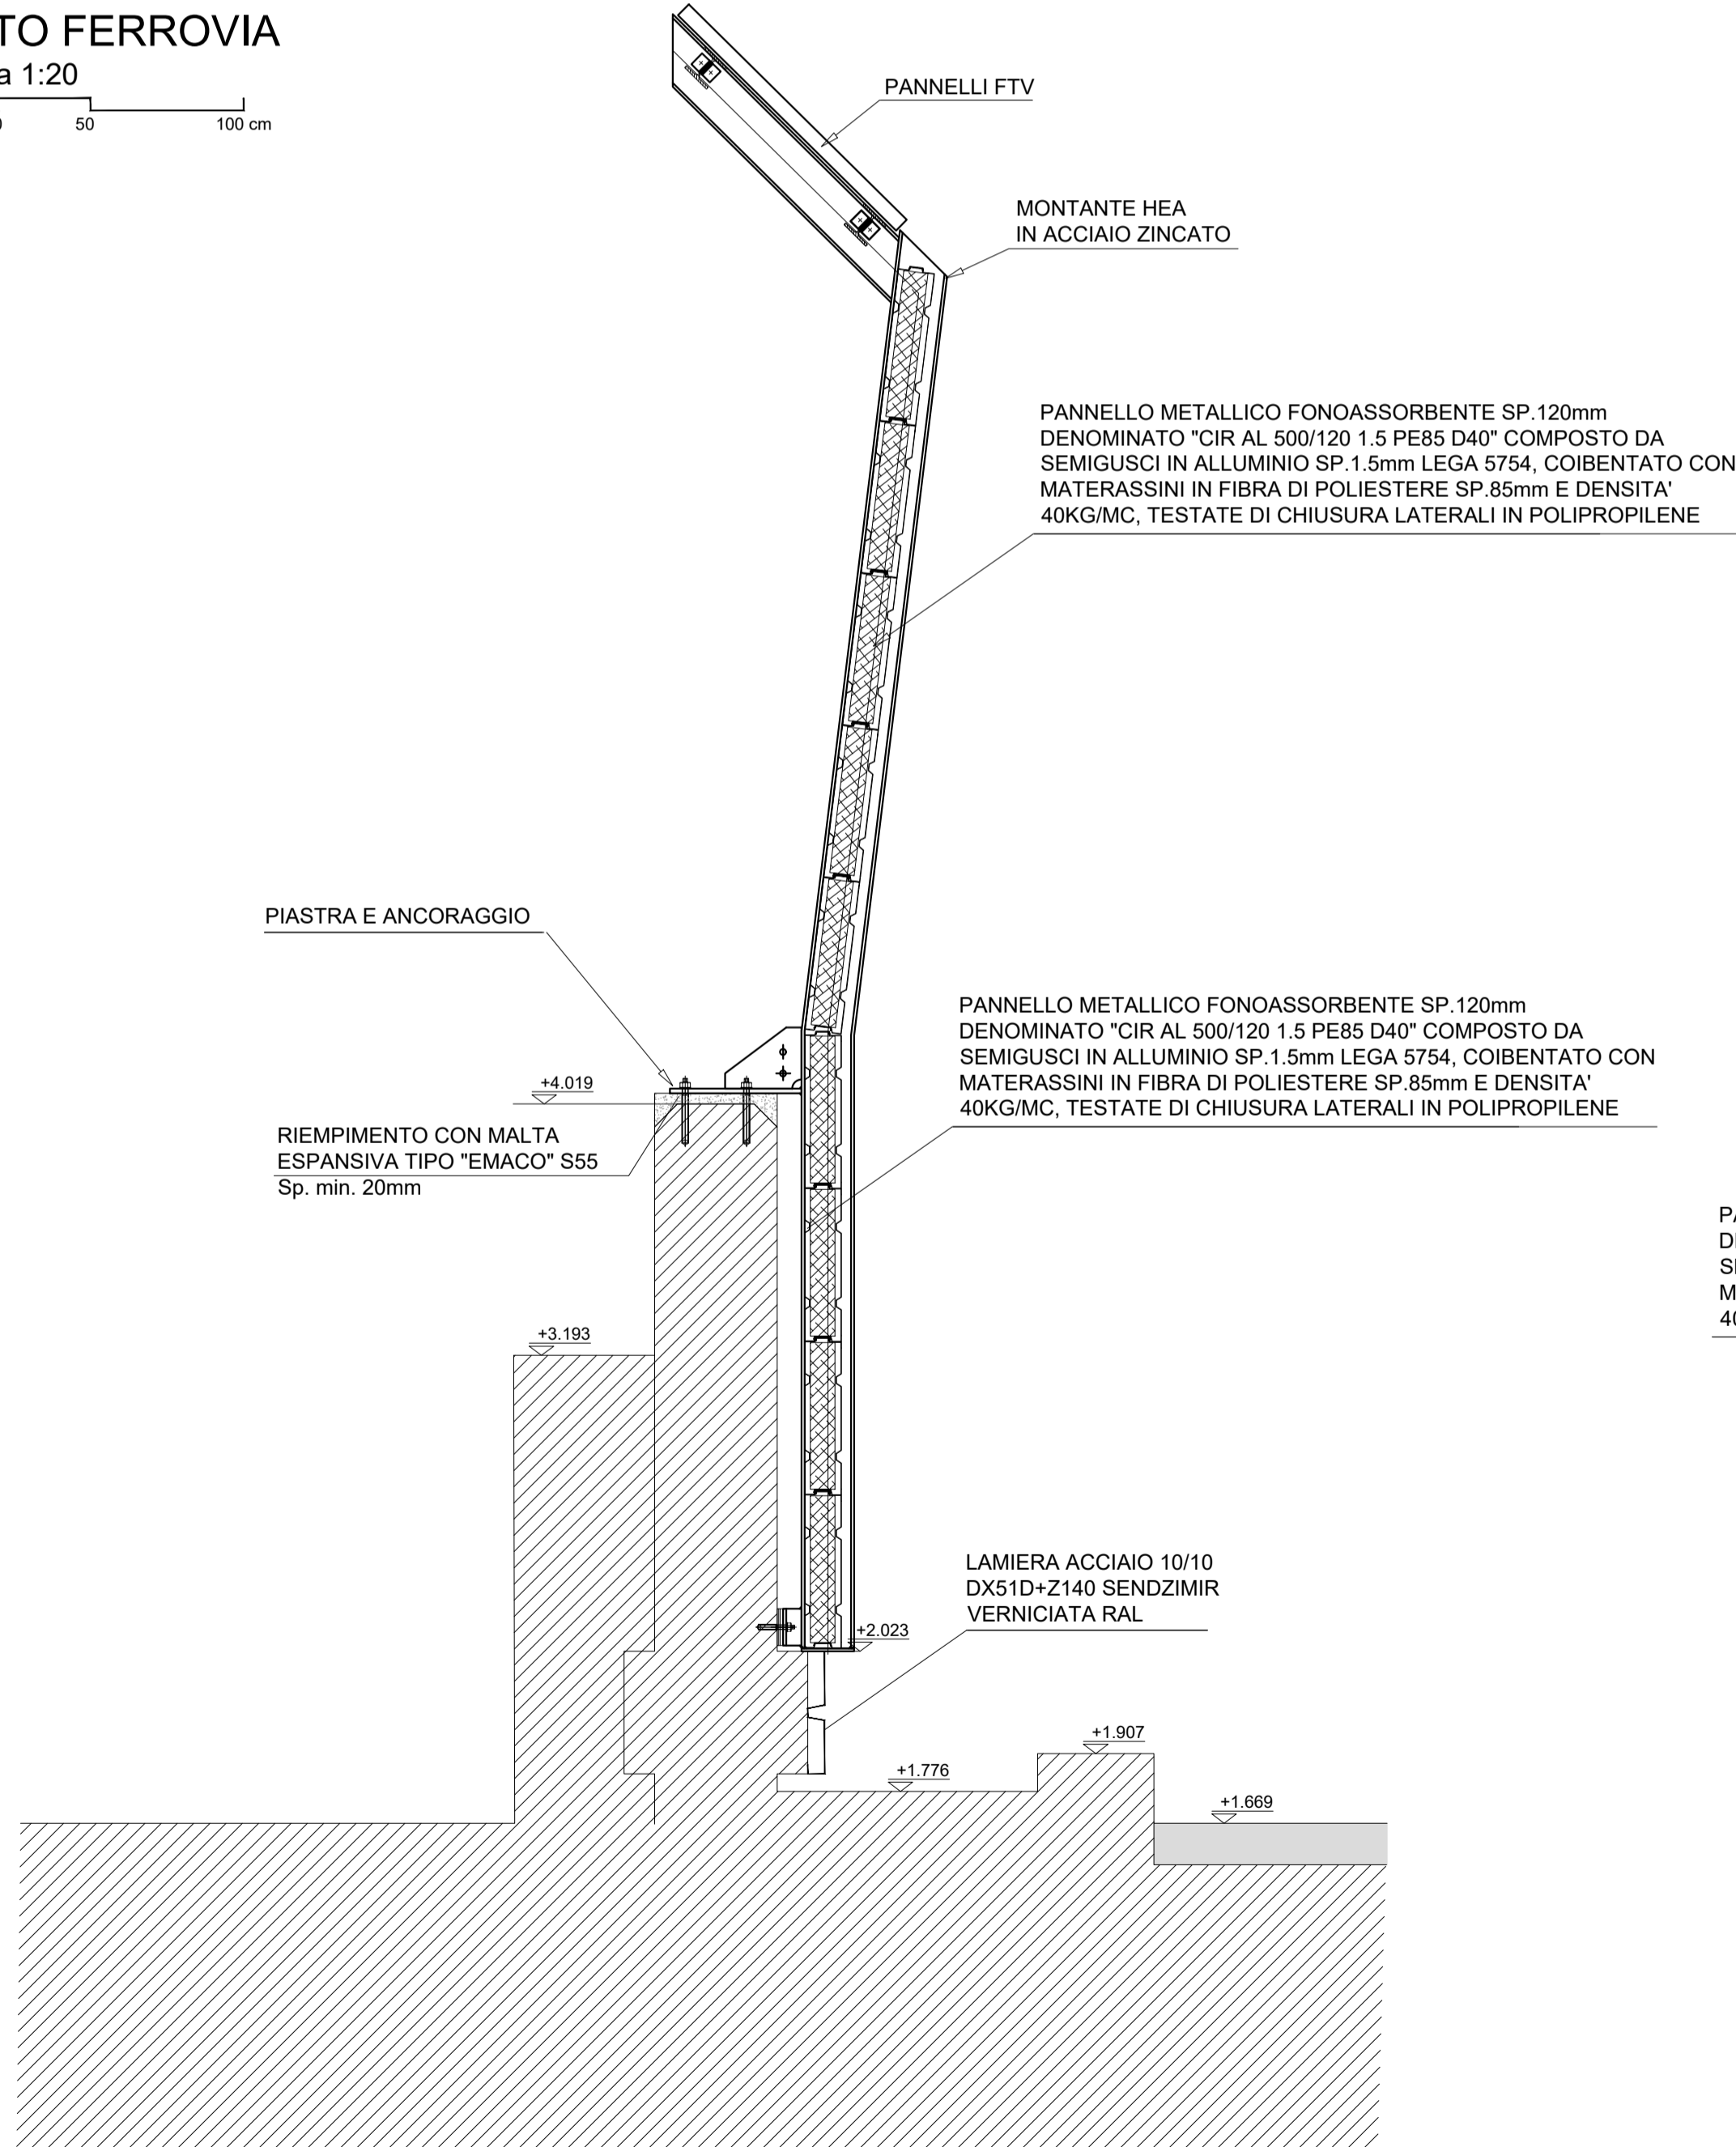 TO FERROVIA
a 1:20
50
100 cm
PANNELLI FTV
MONTANTE HEA
IN ACCIAIO ZINCATO
PANNELLO METALLICO FONOASSORBENTE SP.120mm
DENOMINATO "CIR AL 500/120 1.5 PE85 D40" COMPOSTO DA
SEMIGUSCI IN ALLUMINIO SP.1.5mm LEGA 5754, COIBENTATO CON
MATERASSINI IN FIBRA DI POLIESTERE SP.85mm E DENSITA'
40KG/MC, TESTATE DI CHIUSURA LATERALI IN POLIPROPILENE
PIASTRA E ANCORAGGIO
PANNELLO METALLICO FONOASSORBENTE SP.120mm
DENOMINATO "CIR AL 500/120 1.5 PE85 D40" COMPOSTO DA
SEMIGUSCI IN ALLUMINIO SP.1.5mm LEGA 5754, COIBENTATO CON
MATERASSINI IN FIBRA DI POLIESTERE SP.85mm E DENSITA'
40KG/MC, TESTATE DI CHIUSURA LATERALI IN POLIPROPILENE
+4.019
RIEMPIMENTO CON MALTA
ESPANSIVA TIPO "EMACO" S55
Sp. min. 20mm
+3.193
LAMIERA ACCIAIO 10/10
DX51D+Z140 SENDZIMIR
VERNICIATA RAL
+2.023
+1.907
+1.776
+1.669